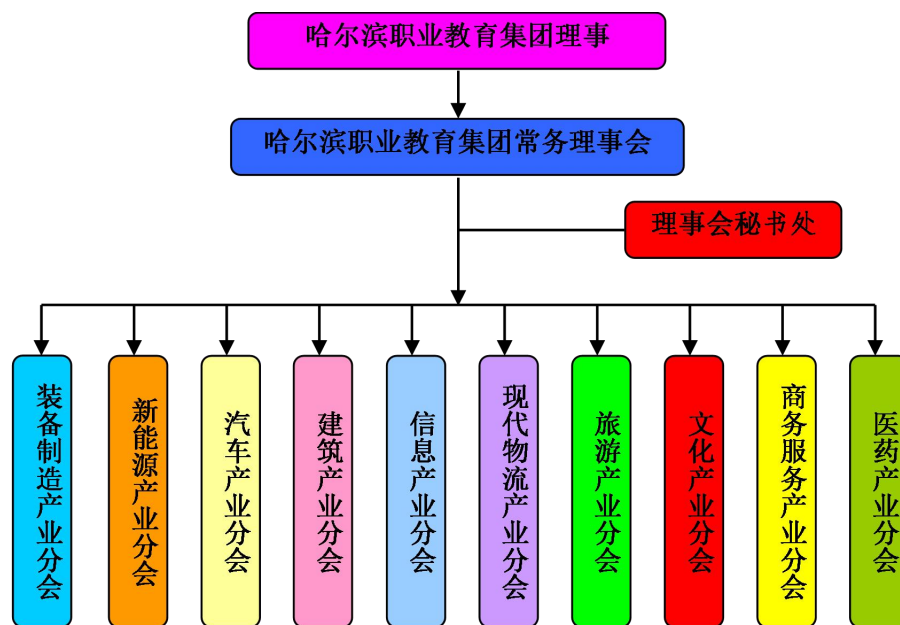 哈尔滨职业教育集团理事
哈尔滨职业教育集团常务理事会
理事会秘书处
装备制造产业分会
新能源产业分会
汽车产业分会
建筑产业分会
信息产业分会
现代物流产业分会
旅游产业分会
文化产业分会
商务服务产业分会
医药产业分会